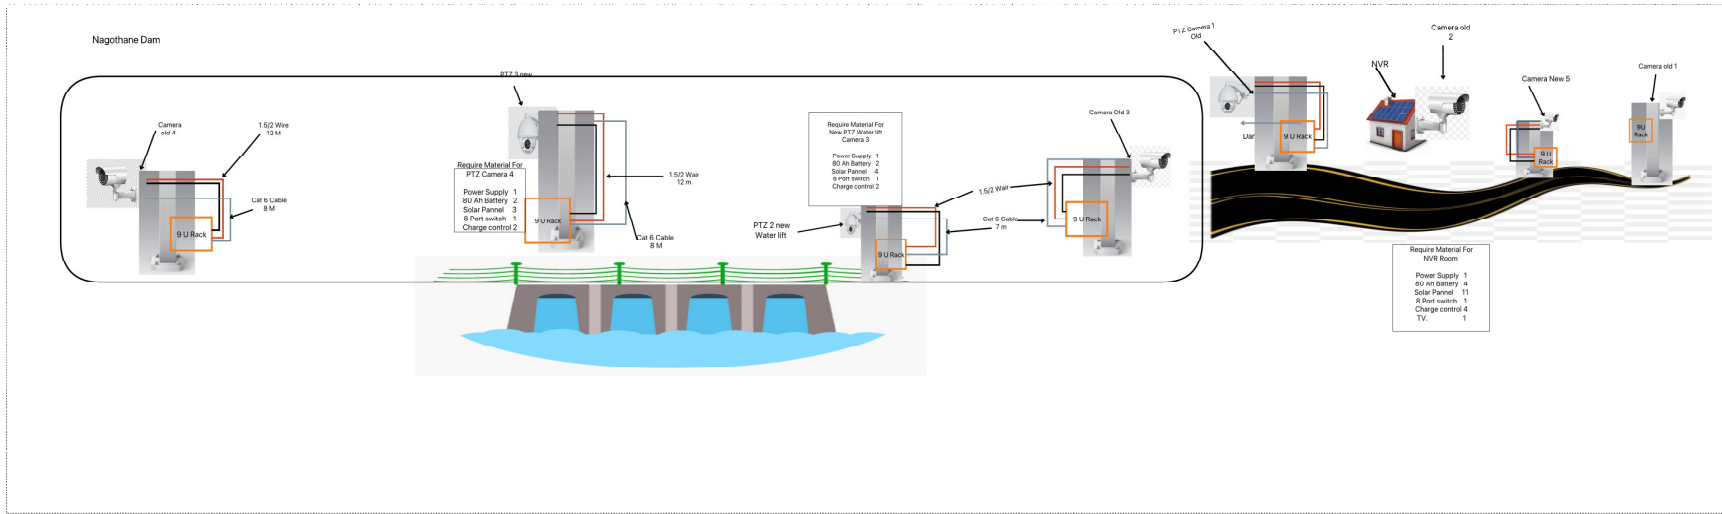 Nagothane Dam
Camera
old 4
1.5/2 Wire
12 M
Cat 6 Cable
8 M
9 U Rack
PTZ 3 new
Require Material For
PTZ Camera 4
Power Supply 1
80 Ah Battery 2
Solar Pannel 3
8 Port switch 1
Charge control 2
9 U Rack
1.5/2 Wair
12 m
Cat 6 Cable
8 M
Require Material For
New PTZ Water lift
Camera 3
Power Supply 1
80 Ah Battery 2
Solar Pannel 4
8 Port switch 1
Charge control 2
PTZ 2 new
Water lift
9 U Rack
1.5/2 Wair
Cat 6 Cable
7 m
Camera Old 3
9 U Rack
PTZ Camera 1
Old
Dam
9 U Rack
NVR
Camera old
2
Camera New 5
9 U
Rack
Camera old 1
9U
Rack
Require Material For
NVR Room
Power Supply 1
80 Ah Battery 4
Solar Pannel 11
8 Port switch 1
Charge control 4
TV. 1